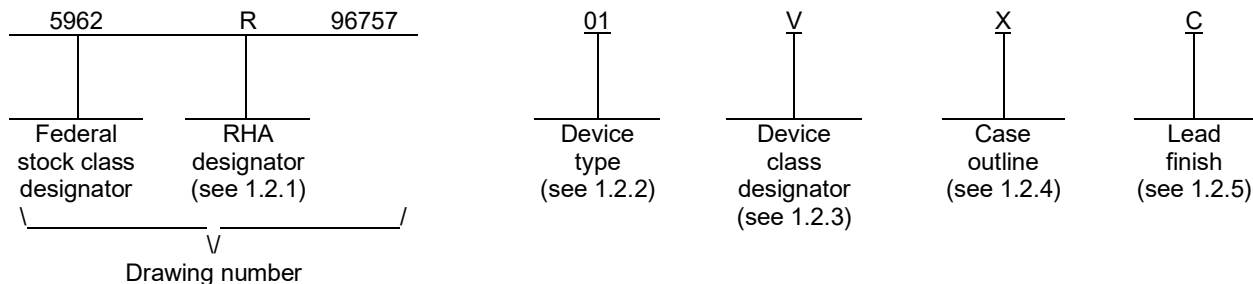 5962 R 96757 01 V X C
Federal stock class designator
RHA designator (see 1.2.1)
Device type (see 1.2.2)
Device class designator (see 1.2.3)
Case outline (see 1.2.4)
Lead finish (see 1.2.5)
Drawing number